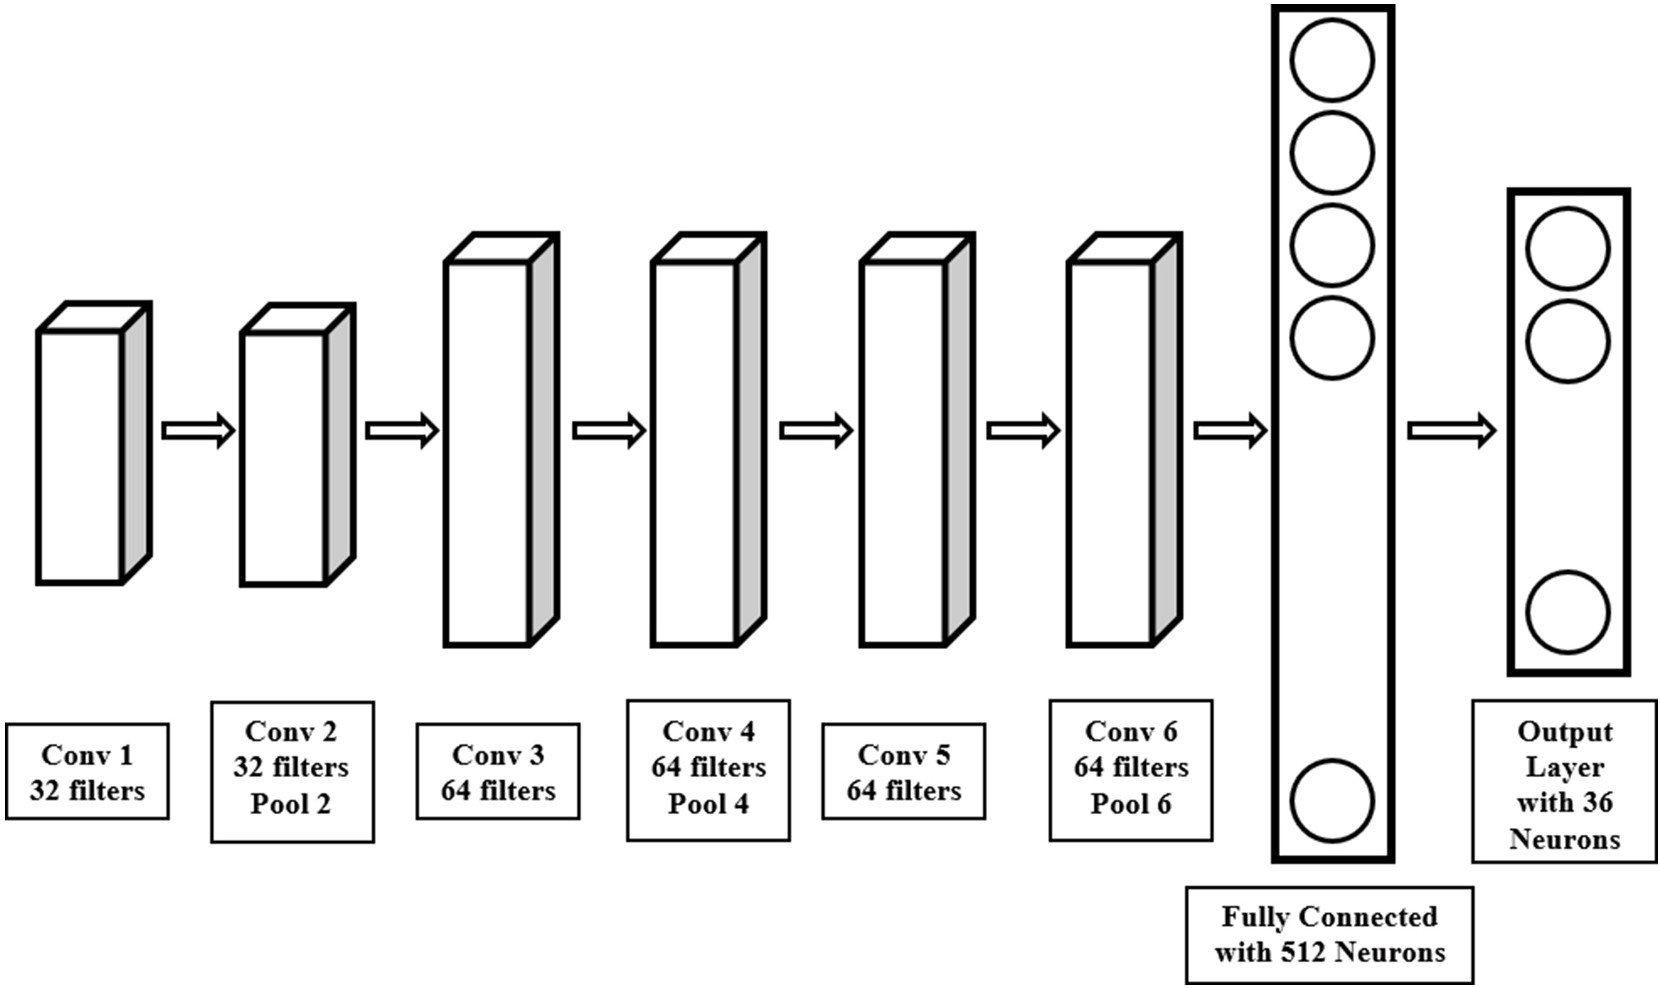 Conv 1
32 filters
Conv 2
32 filters
Pool 2
Conv 3
64 filters
Conv 4
64 filters
Pool 4
Conv 5
64 filters
Conv 6
64 filters
Pool 6
Fully Connected
with 512 Neurons
Output
Layer
with 36
Neurons